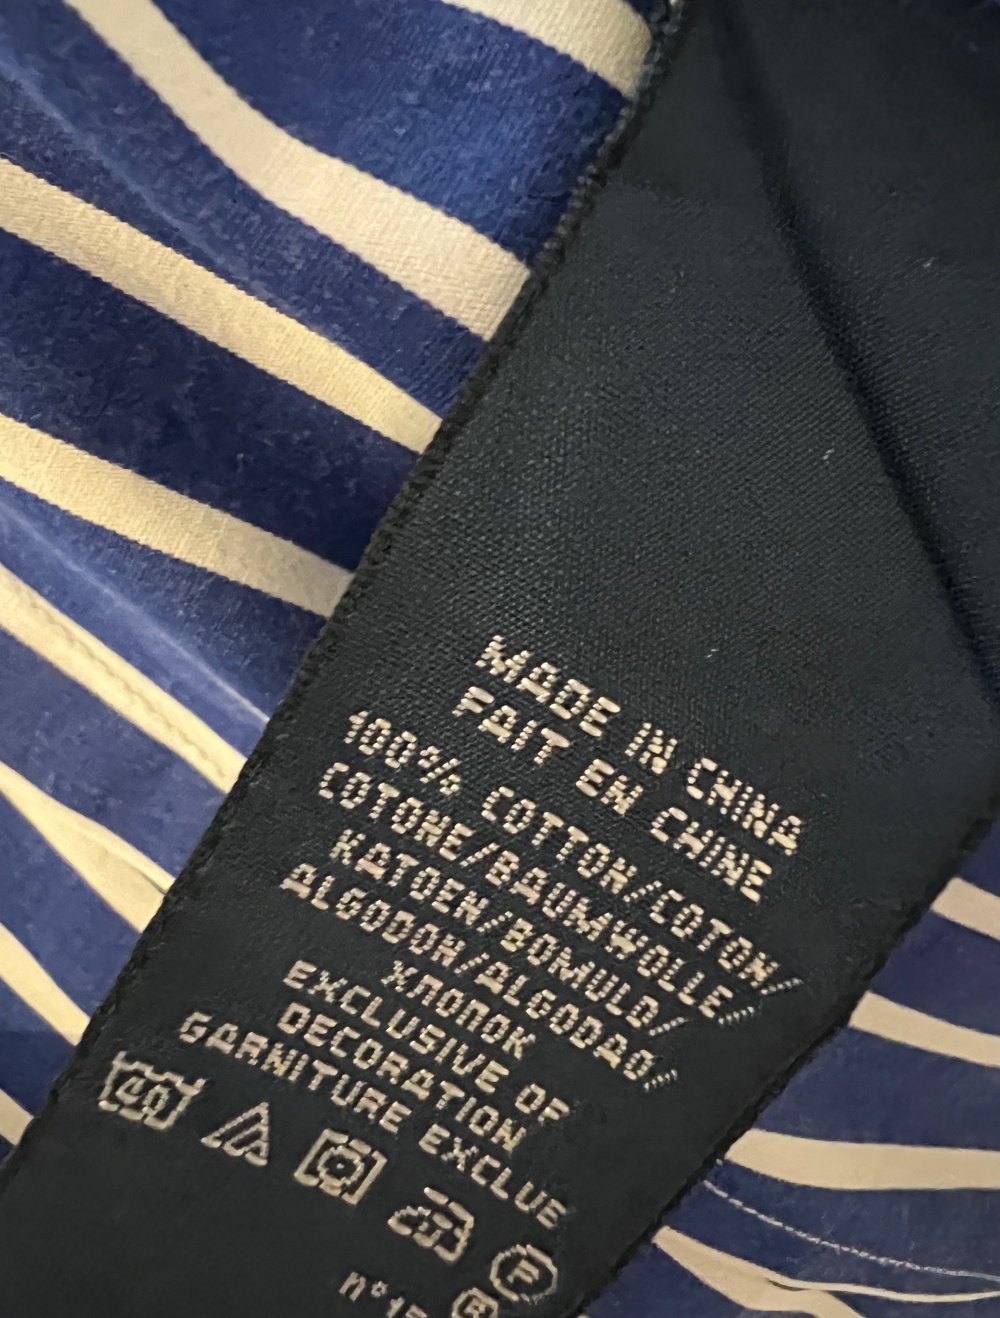 MADE IN CHINA
FAIT EN CHINE
100% COTTON/COTON/
COTONE/BAUMWOLLE/
KATOEN/BOMULD/
ALGODON/ALGODAO/
ХЛОПОК
EXCLUSIVE OF
DECORATION
GARNITURE EXCLUE
40
F
R